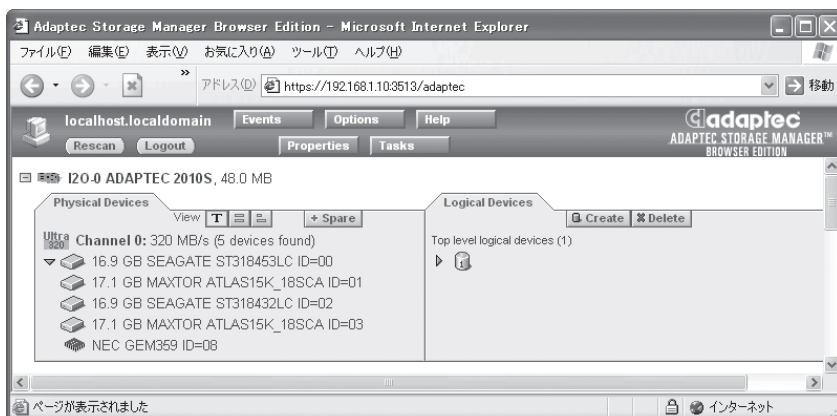 Adaptec Storage Manager Browser Edition - Microsoft Internet Explorer
ファイル(F) 編集(E) 表示(V) お気に入り(A) ツール(T) ヘルプ(H)
アドレス(D) https://192.168.1.10:3513/adaptec 移動
localhost.localdomain Events Options Help
Rescan Logout Properties Tasks
adaptec
ADAPTEC STORAGE MANAGER™
BROWSER EDITION
I2O-0 ADAPTEC 2010S, 48.0 MB
Physical Devices
View T + Spare
Ultra 320 Channel 0: 320 MB/s (5 devices found)
16.9 GB SEAGATE ST318453LC ID=00
17.1 GB MAXTOR ATLAS15K_18SCA ID=01
16.9 GB SEAGATE ST318432LC ID=02
17.1 GB MAXTOR ATLAS15K_18SCA ID=03
NEC GEM359 ID=08
Logical Devices
Create Delete
Top level logical devices (1)
1
ページが表示されました インターネット